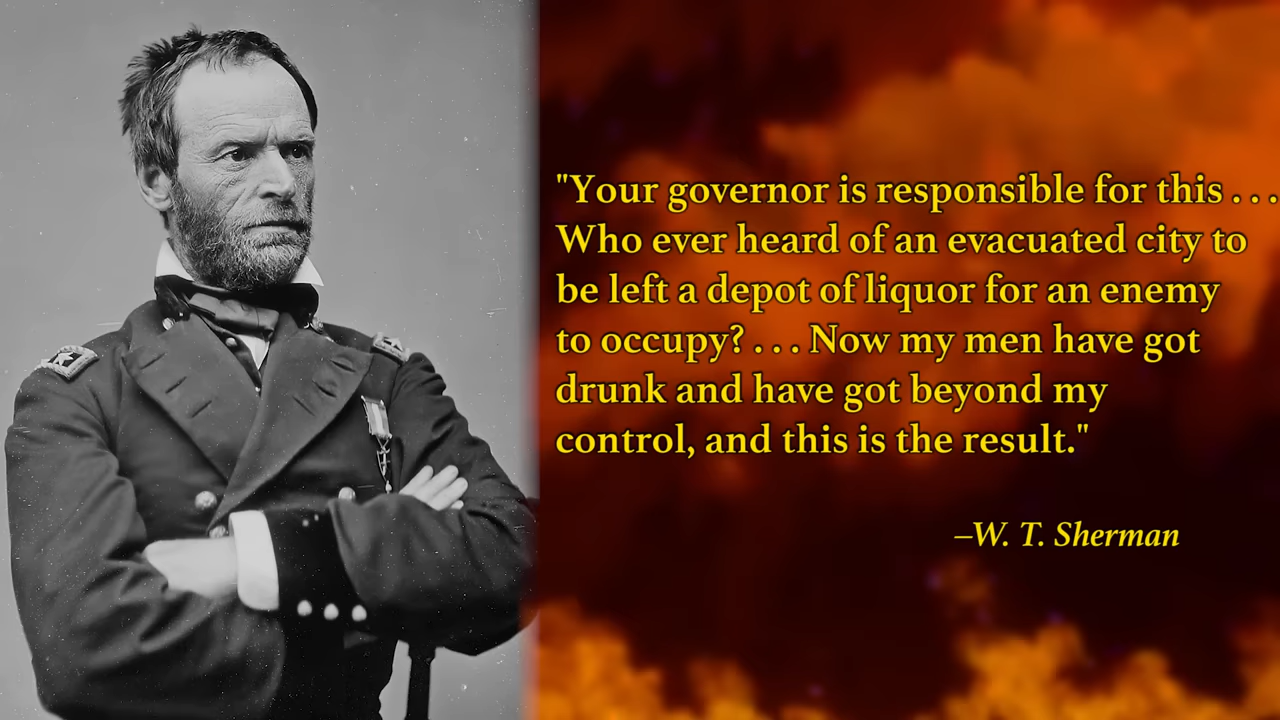 "Your governor is responsible for this . . .
Who ever heard of an evacuated city to
be left a depot of liquor for an enemy
to occupy? . . . Now my men have got
drunk and have got beyond my
control, and this is the result."
–W. T. Sherman